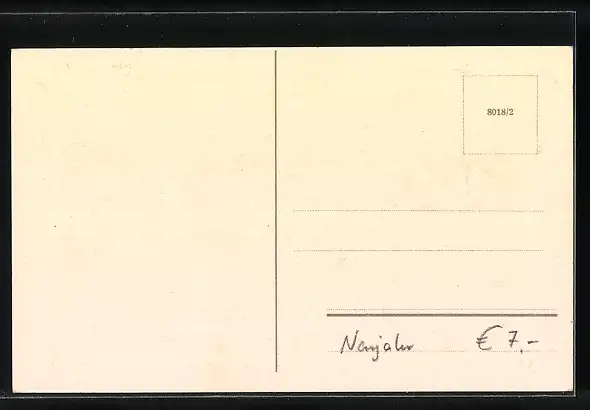 8018/2
Neujahr € 7,-